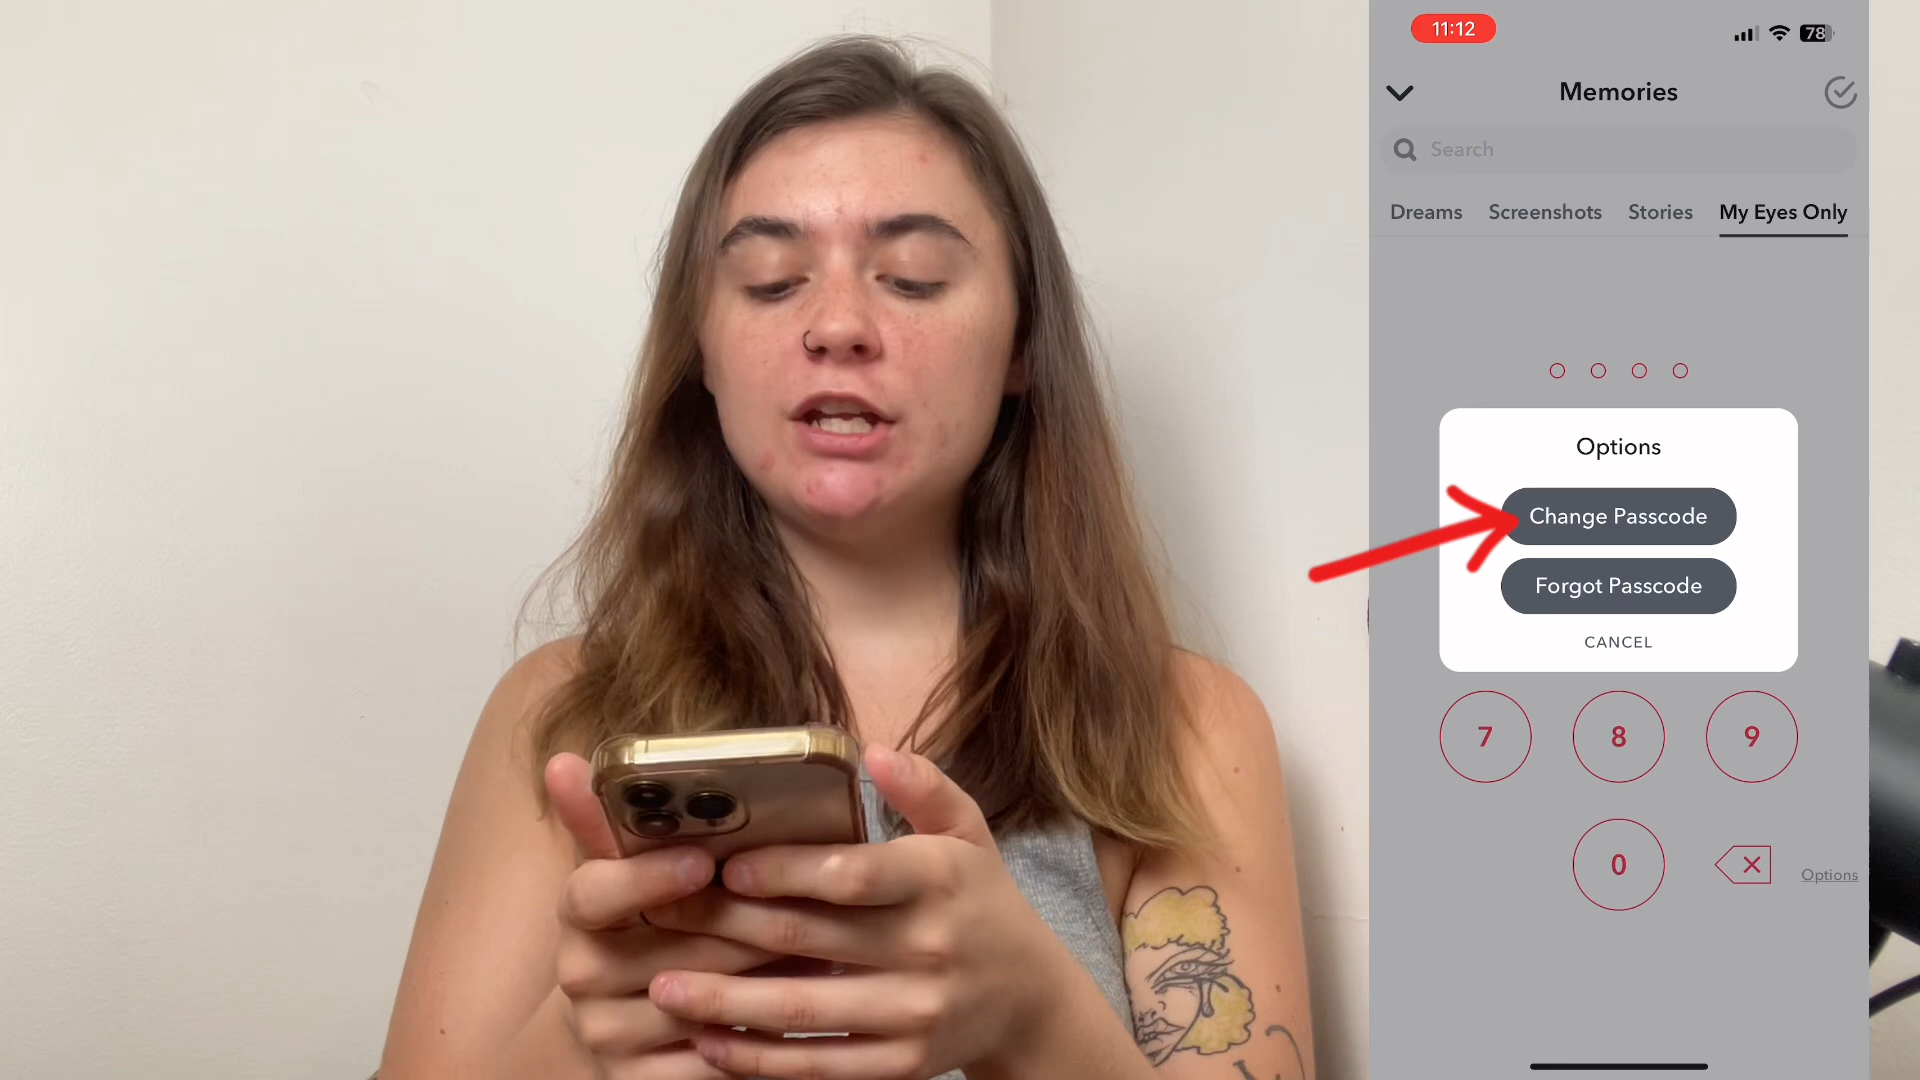 11:12
78
Memories
Search
Dreams Screenshots Stories My Eyes Only
Options
Change Passcode
Forgot Passcode
CANCEL
7 8 9
0
Options